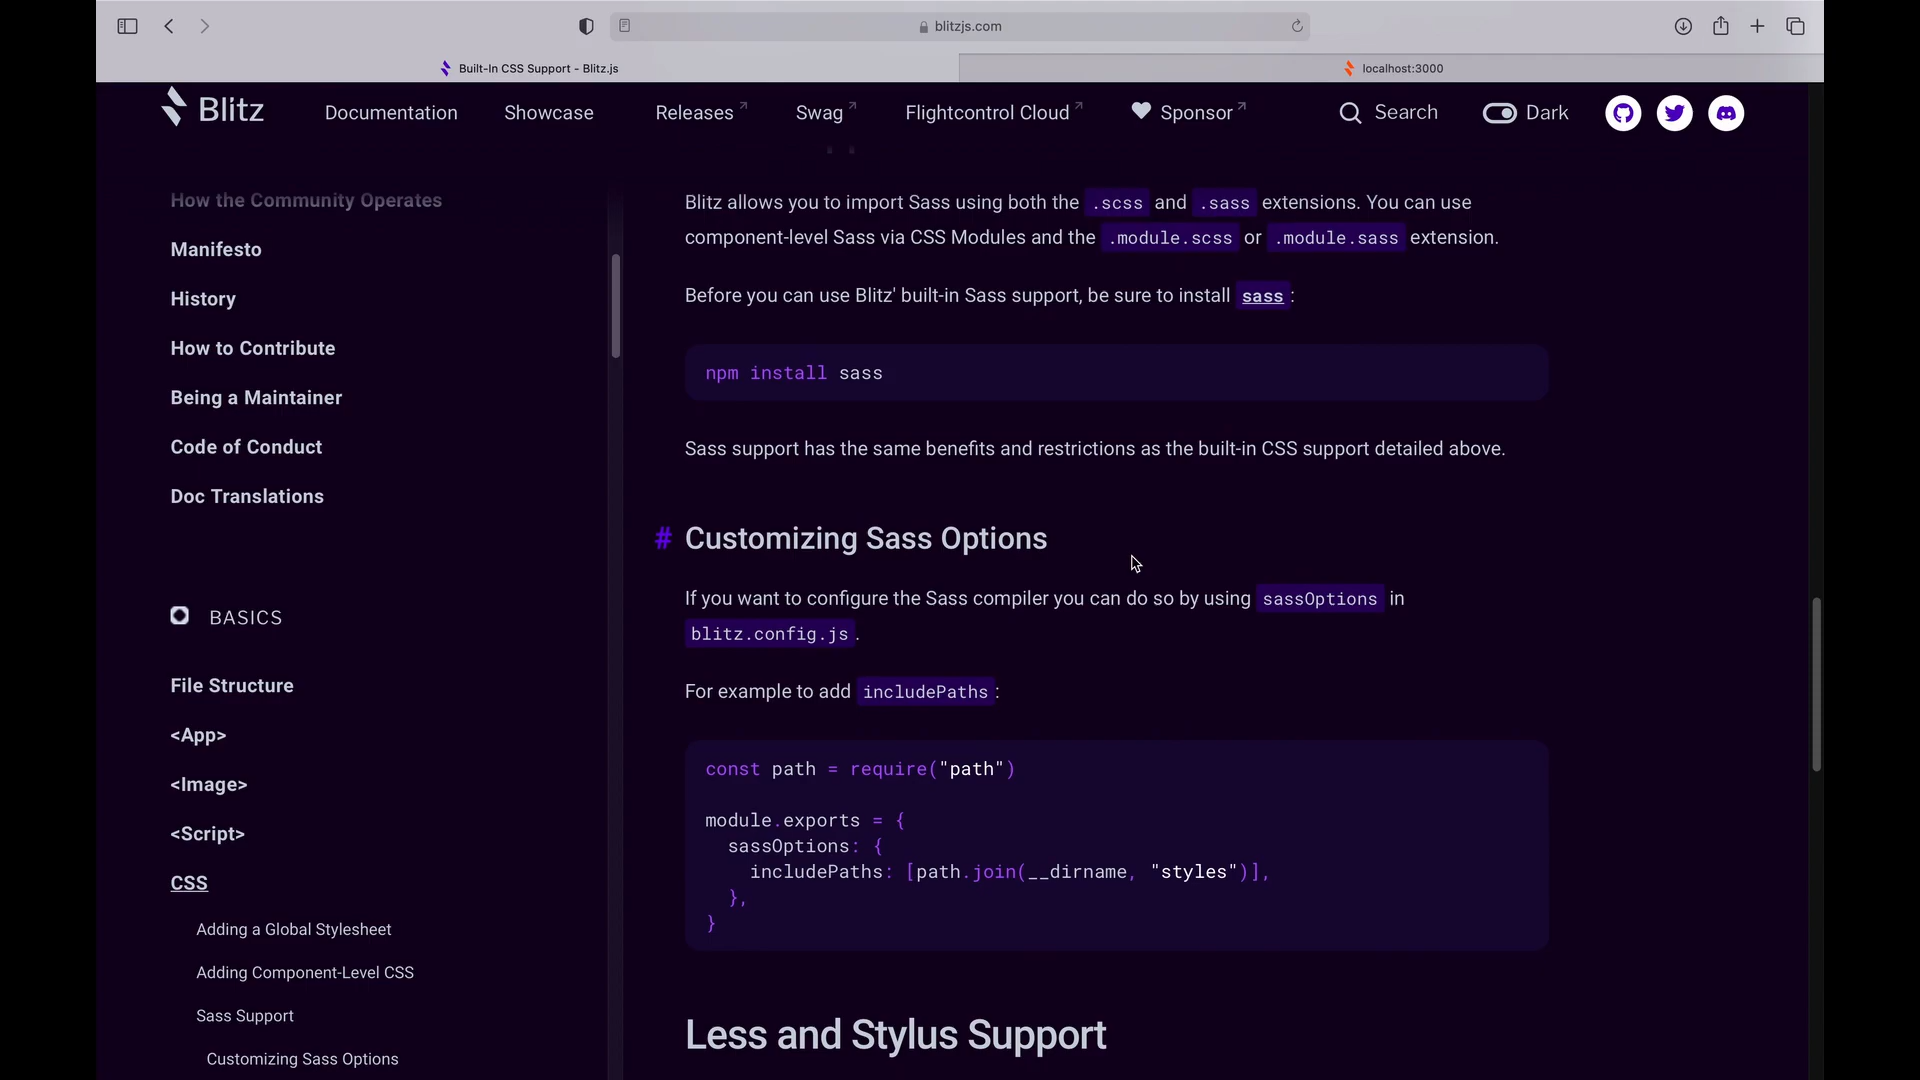 blitzjs.com
Built-In CSS Support - Blitz.js
localhost:3000
Blitz
Documentation
Showcase
Releases ↗
Swag ↗
Flightcontrol Cloud ↗
Sponsor ↗
Search
Dark
How the Community Operates
Manifesto
History
How to Contribute
Being a Maintainer
Code of Conduct
Doc Translations
BASICS
File Structure
<App>
<Image>
<Script>
CSS
Adding a Global Stylesheet
Adding Component-Level CSS
Sass Support
Customizing Sass Options
Blitz allows you to import Sass using both the .scss and .sass extensions. You can use
component-level Sass via CSS Modules and the .module.scss or .module.sass extension.
Before you can use Blitz' built-in Sass support, be sure to install sass:
npm install sass
Sass support has the same benefits and restrictions as the built-in CSS support detailed above.
# Customizing Sass Options
If you want to configure the Sass compiler you can do so by using sassOptions in
blitz.config.js.
For example to add includePaths:
const path = require("path")
module.exports = {
sassOptions: {
includePaths: [path.join(__dirname, "styles")],
},
}
Less and Stylus Support